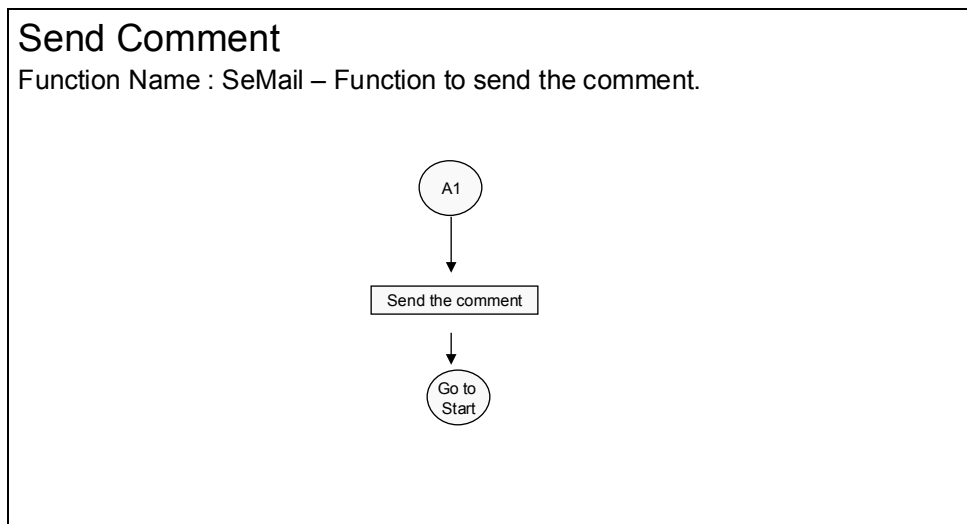 Send Comment
Function Name : SeMail – Function to send the comment.
A1
Send the comment
Go to
Start